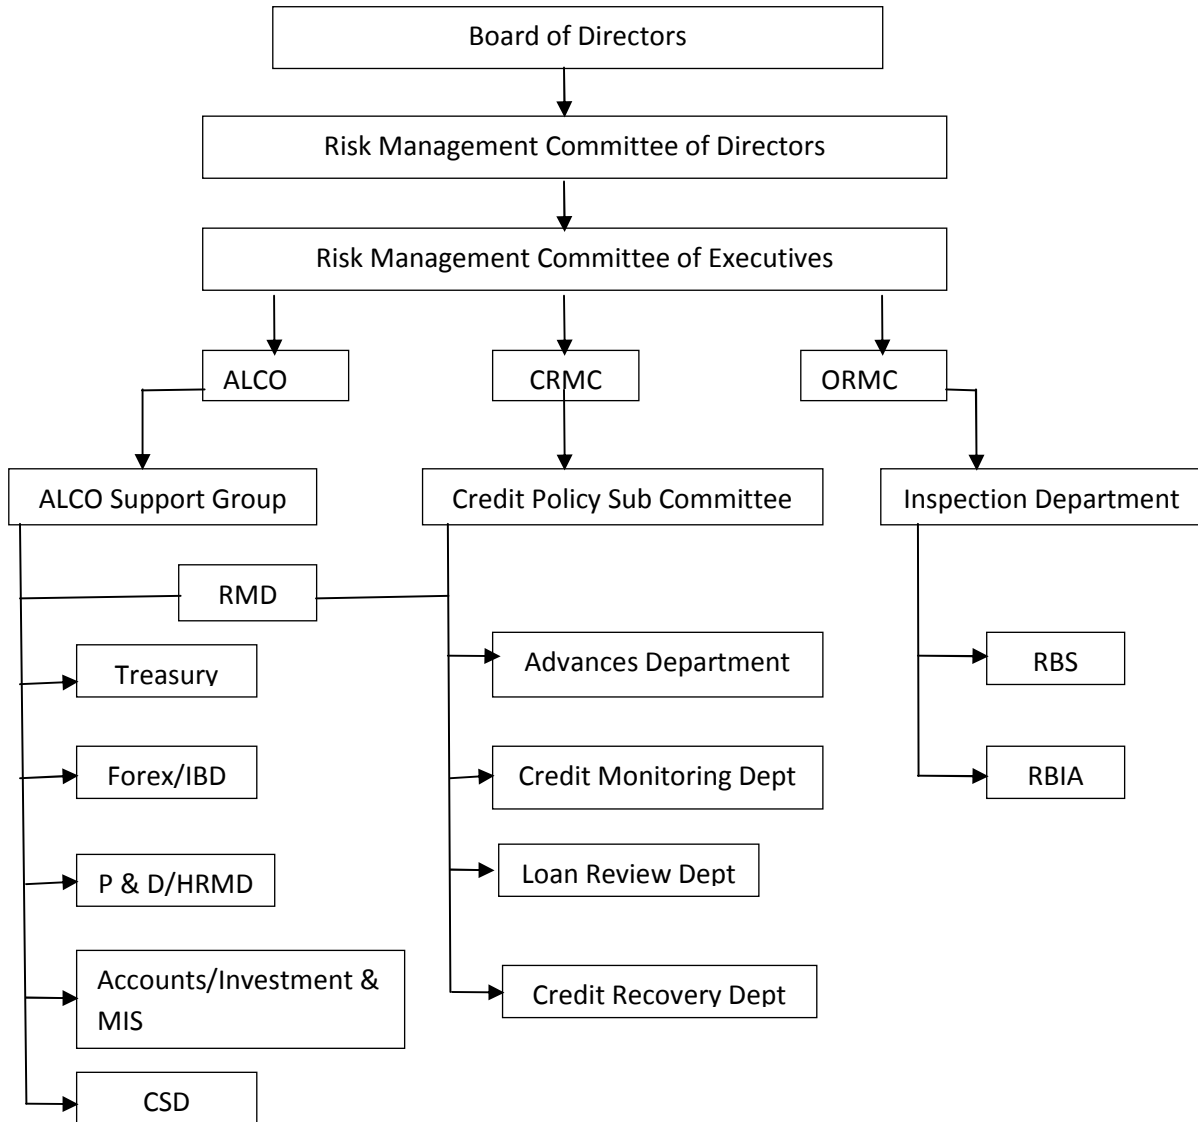 Board of Directors
Risk Management Committee of Directors
Risk Management Committee of Executives
ALCO
CRMC
ORMC
ALCO Support Group
Credit Policy Sub Committee
Inspection Department
RMD
Treasury
Advances Department
RBS
Forex/IBD
Credit Monitoring Dept
RBIA
P & D/HRMD
Loan Review Dept
Accounts/Investment &
MIS
Credit Recovery Dept
CSD